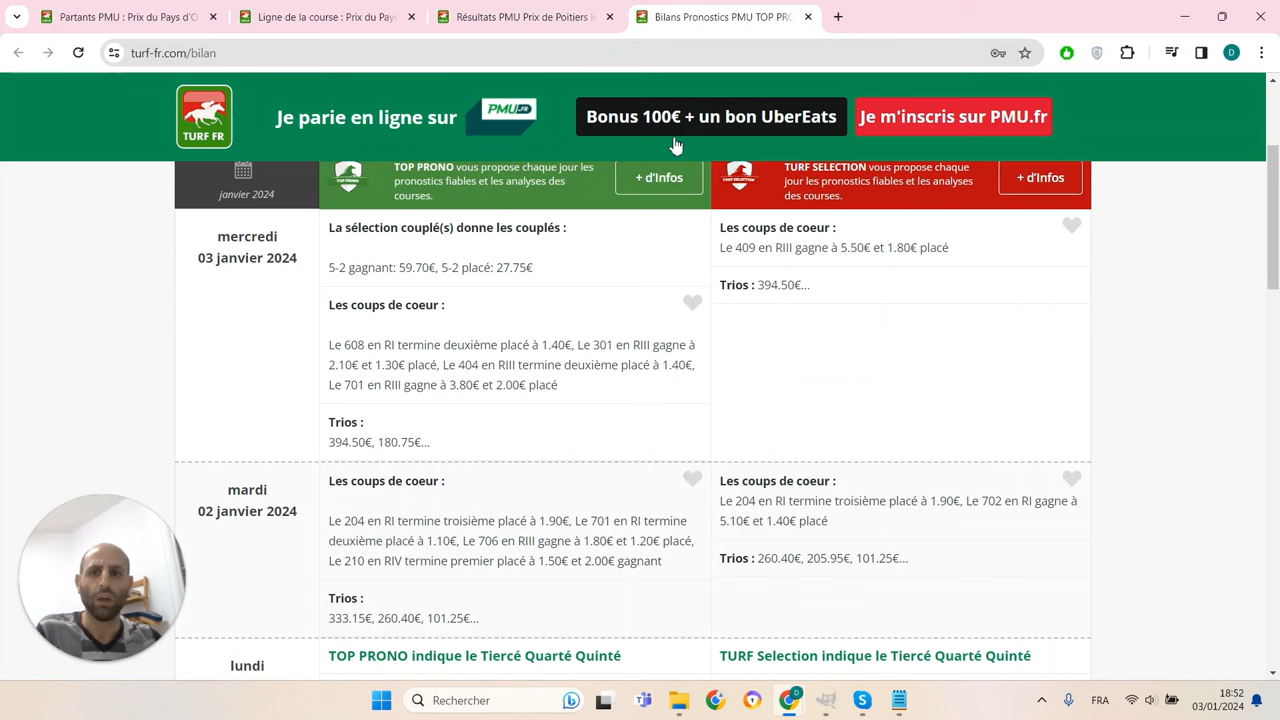 Partants PMU : Prix du Pays d'O
Ligne de la course : Prix du Pays
Résultats PMU Prix de Poitiers
Bilans Pronostics PMU TOP PRO
turf-fr.com/bilan
D
TURF FR
Je parie en ligne sur
PMU.FR
Bonus 100€ + un bon UberEats
Je m'inscris sur PMU.fr
janvier 2024
TOP PRONO
TOP PRONO vous propose chaque jour les
pronostics fiables et les analyses des
courses.
+ d'Infos
TURF SELECTION
TURF SELECTION vous propose chaque
jour les pronostics fiables et les analyses
des courses.
+ d'Infos
mercredi
03 janvier 2024
La sélection couplé(s) donne les couplés :
5-2 gagnant: 59.70€, 5-2 placé: 27.75€
Les coups de coeur :
Le 608 en RI termine deuxième placé à 1.40€, Le 301 en RIII gagne à
2.10€ et 1.30€ placé, Le 404 en RIII termine deuxième placé à 1.40€,
Le 701 en RIII gagne à 3.80€ et 2.00€ placé
Trios :
394.50€, 180.75€...
Les coups de coeur :
Le 409 en RIII gagne à 5.50€ et 1.80€ placé
Trios : 394.50€...
mardi
02 janvier 2024
Les coups de coeur :
Le 204 en RI termine troisième placé à 1.90€, Le 701 en RI termine
deuxième placé à 1.10€, Le 706 en RIII gagne à 1.80€ et 1.20€ placé,
Le 210 en RIV termine premier placé à 1.50€ et 2.00€ gagnant
Trios :
333.15€, 260.40€, 101.25€...
Les coups de coeur :
Le 204 en RI termine troisième placé à 1.90€, Le 702 en RI gagne à
5.10€ et 1.40€ placé
Trios : 260.40€, 205.95€, 101.25€...
lundi
TOP PRONO indique le Tiercé Quarté Quinté
TURF Selection indique le Tiercé Quarté Quinté
Rechercher
FRA
18:52
03/01/2024